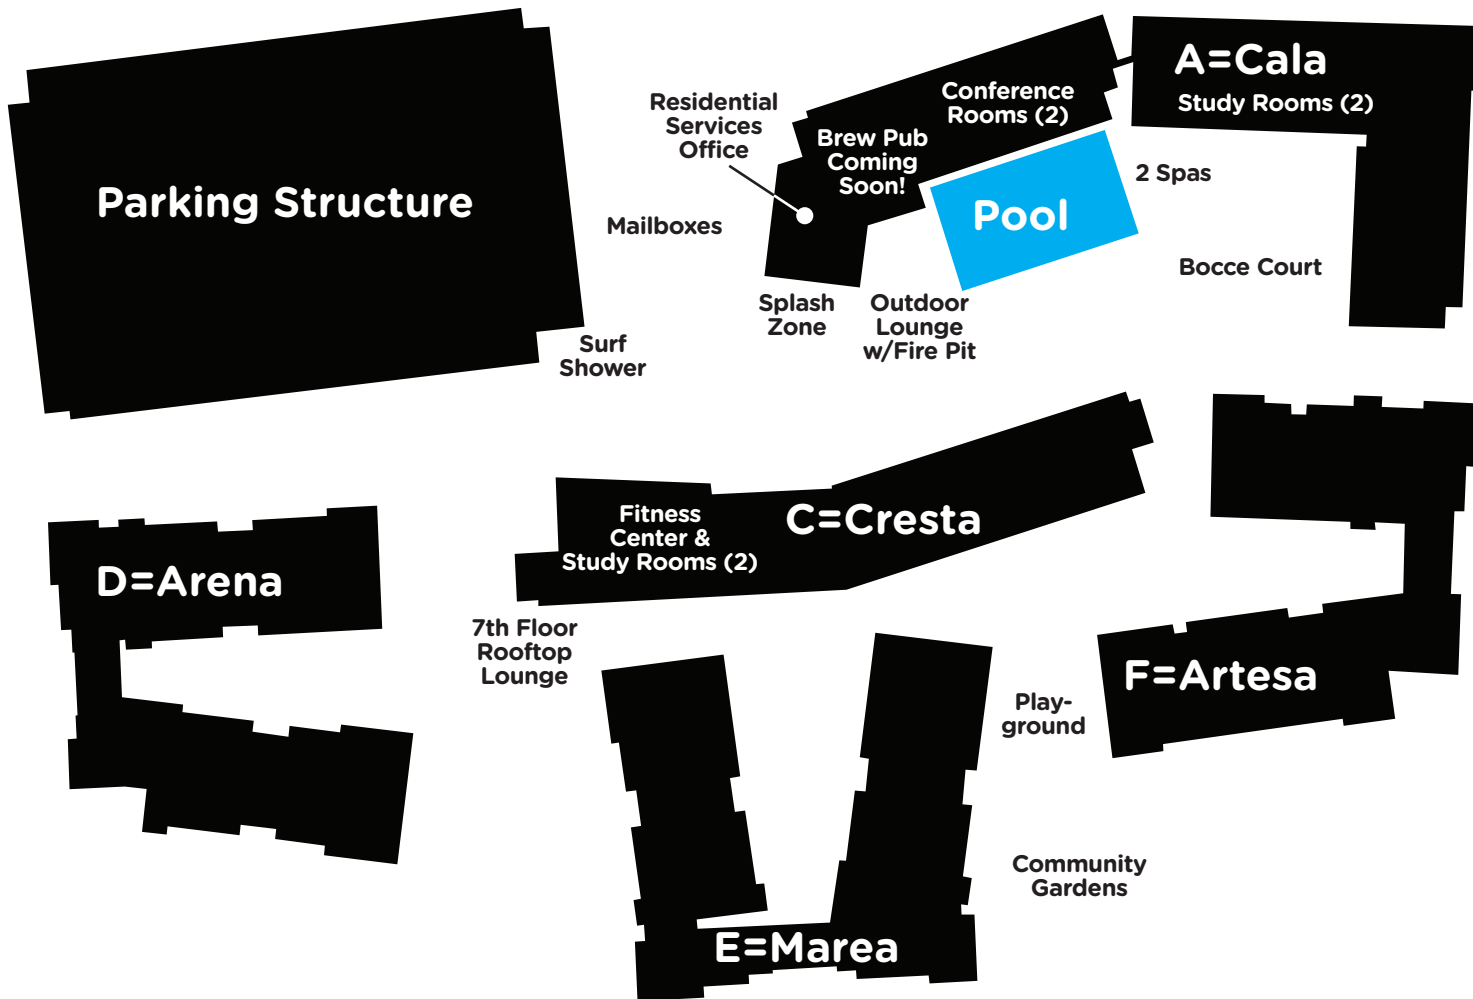 A=Cala
Study Rooms (2)
Conference
Rooms (2)
Residential
Services
Office
Brew Pub
Coming
Soon!
Parking Structure
2 Spas
Pool
Mailboxes
Bocce Court
Splash
Zone
Outdoor
Lounge
w/Fire Pit
Surf
Shower
Fitness
Center &
Study Rooms (2)
C=Cresta
D=Arena
7th Floor
Rooftop
Lounge
F=Artesa
Play-
ground
Community
Gardens
E=Marea